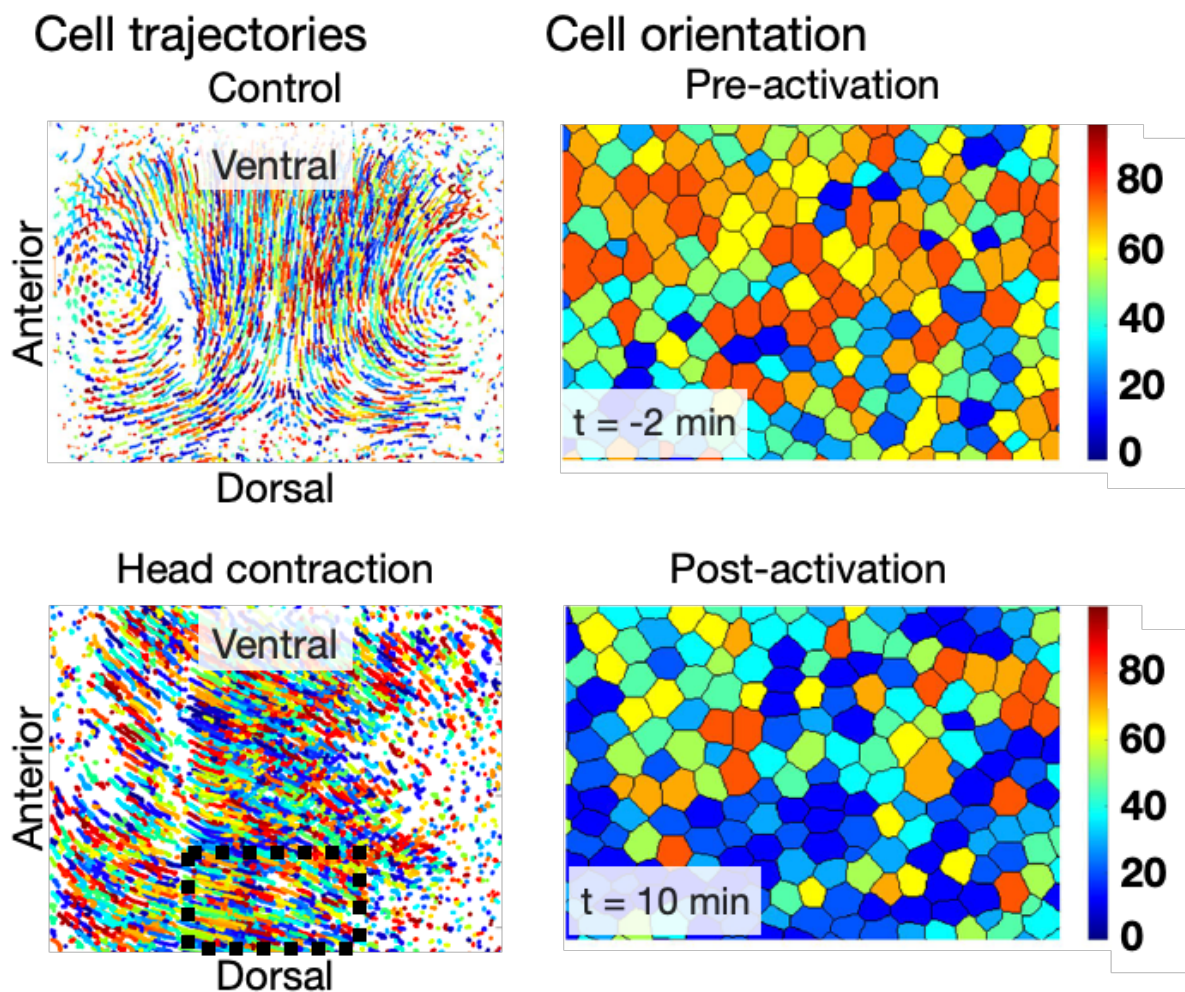 Cell trajectories
Cell orientation
Control
Pre-activation
Ventral
Anterior
Dorsal
t = -2 min
80
60
40
20
0
Head contraction
Post-activation
Ventral
Anterior
Dorsal
t = 10 min
80
60
40
20
0